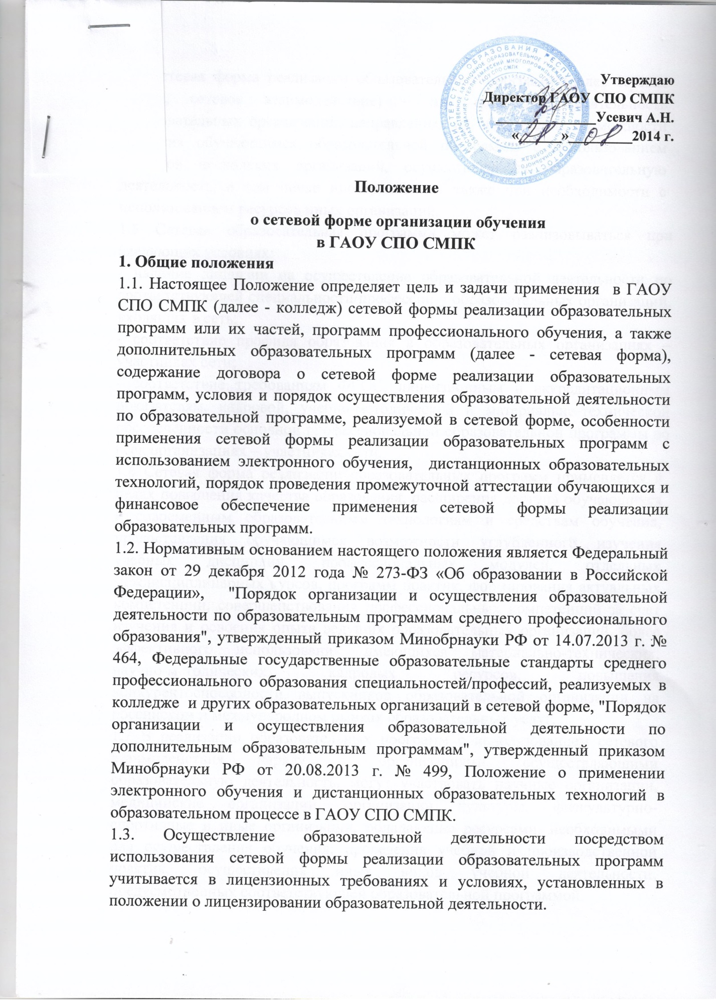 Утверждаю
Директор ГАОУ СПО СМПК
______________Усевич А.Н.
«28» 08 2014 г.
Положение
о сетевой форме организации обучения
в ГАОУ СПО СМПК
1. Общие положения
1.1. Настоящее Положение определяет цель и задачи применения в ГАОУ
СПО СМПК (далее - колледж) сетевой формы реализации образовательных
программ или их частей, программ профессионального обучения, а также
дополнительных образовательных программ (далее - сетевая форма),
содержание договора о сетевой форме реализации образовательных
программ, условия и порядок осуществления образовательной деятельности
по образовательной программе, реализуемой в сетевой форме, особенности
применения сетевой формы реализации образовательных программ с
использованием электронного обучения, дистанционных образовательных
технологий, порядок проведения промежуточной аттестации обучающихся и
финансовое обеспечение применения сетевой формы реализации
образовательных программ.
1.2. Нормативным основанием настоящего положения является Федеральный
закон от 29 декабря 2012 года № 273-ФЗ «Об образовании в Российской
Федерации», "Порядок организации и осуществления образовательной
деятельности по образовательным программам среднего профессионального
образования", утвержденный приказом Минобрнауки РФ от 14.07.2013 г. №
464, Федеральные государственные образовательные стандарты среднего
профессионального образования специальностей/профессий, реализуемых в
колледже и других образовательных организаций в сетевой форме, "Порядок
организации и осуществления образовательной деятельности по
дополнительным образовательным программам", утвержденный приказом
Минобрнауки РФ от 20.08.2013 г. № 499, Положение о применении
электронного обучения и дистанционных образовательных технологий в
образовательном процессе в ГАОУ СПО СМПК.
1.3. Осуществление образовательной деятельности посредством
использования сетевой формы реализации образовательных программ
учитывается в лицензионных требованиях и условиях, установленных в
положении о лицензировании образовательной деятельности.